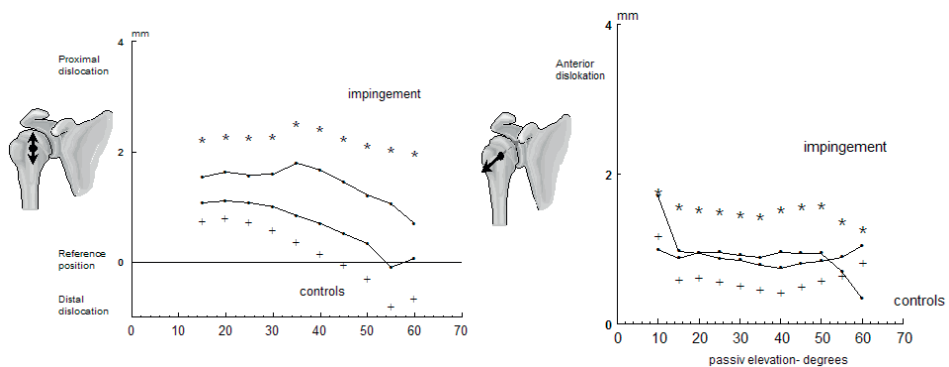 mm
4
Proximal
dislocation
impingement
2
Reference
position
0
controls
Distal
dislocation
0 10 20 30 40 50 60 70
mm
4
Anterior
dislokation
impingement
2
controls
0
0 10 20 30 40 50 60 70
passiv elevation- degrees